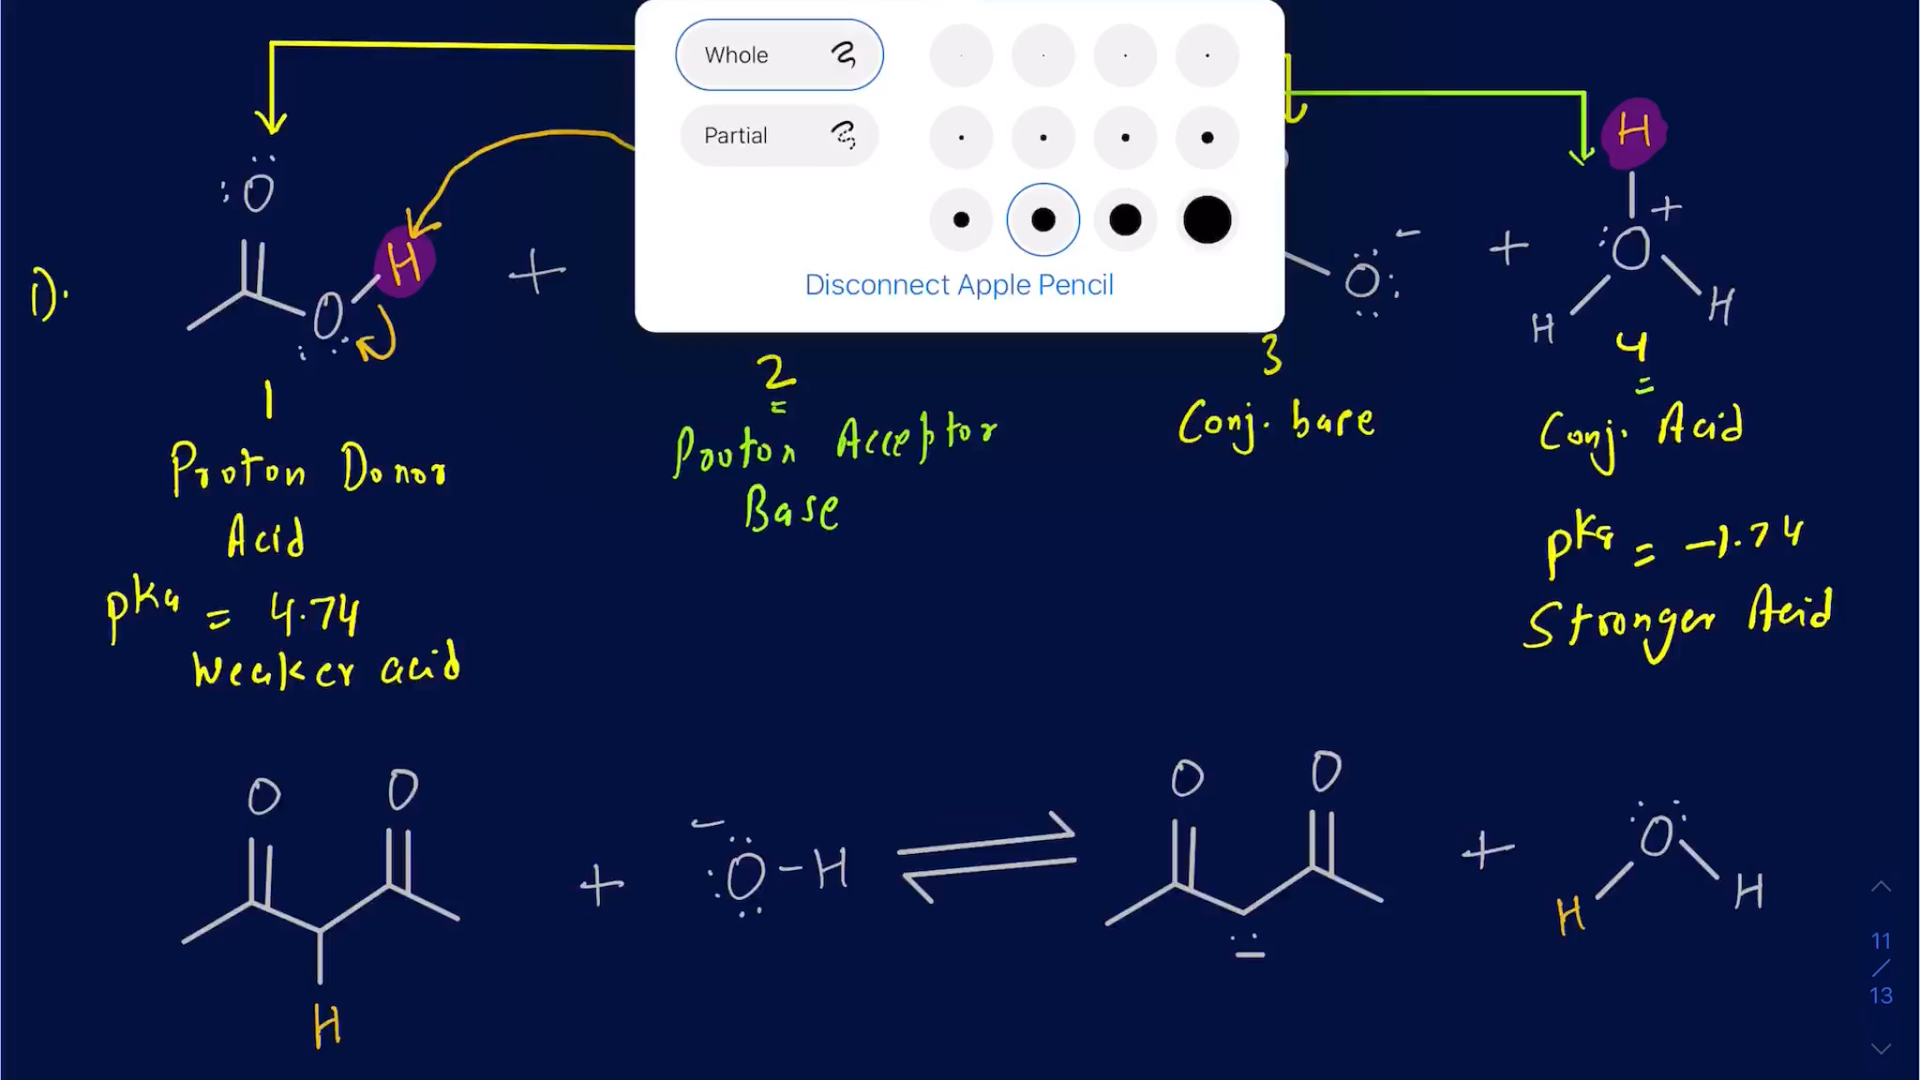 Whole
Partial
Disconnect Apple Pencil
:Ö
H
+
O
1).
1
Proton Donor
Acid
pKa = 4.74
Weaker acid
2
=
Proton Acceptor
Base
O −
3
Conj. base
+
H
+
:O
H H
4
=
Conj. Acid
pKa = -1.74
Stronger Acid
O O
H
+
− :O-H
⇌
O O
−
+
O
H H
11
/
13